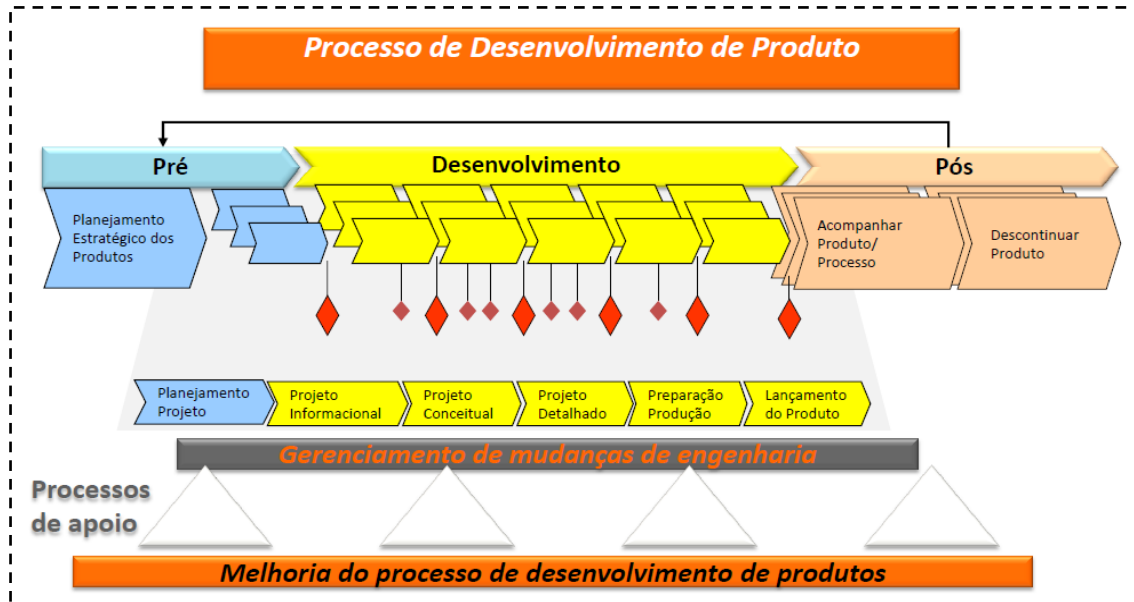 Processo de Desenvolvimento de Produto
Pré
Desenvolvimento
Pós
Planejamento
Estratégico dos
Produtos
Acompanhar
Produto/
Processo
Descontinuar
Produto
Planejamento
Projeto
Projeto
Informacional
Projeto
Conceitual
Projeto
Detalhado
Preparação
Produção
Lançamento
do Produto
Gerenciamento de mudanças de engenharia
Processos
de apoio
Melhoria do processo de desenvolvimento de produtos